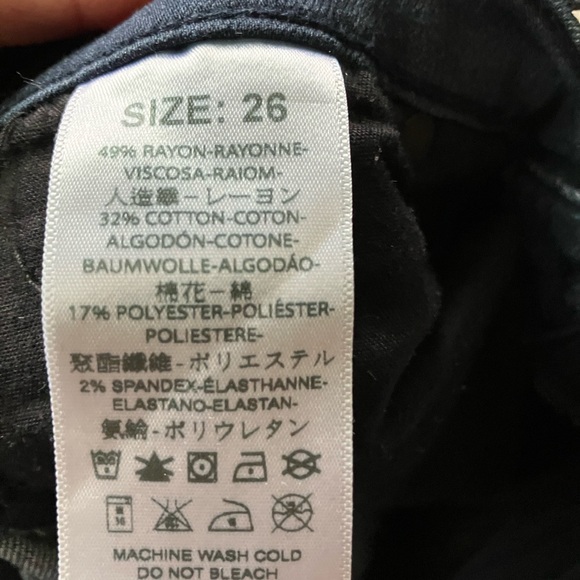 SIZE: 26
49% RAYON-RAYONNE-
VISCOSA-RAIOM-
人造纖-レーヨン
32% COTTON-COTON-
ALGODÓN-COTONE-
BAUMWOLLE-ALGODÁO-
棉花-綿
17% POLYESTER-POLIÉSTER-
POLIESTERE-
聚酯纖維-ポリエステル
2% SPANDEX-ÉLASTHANNE-
ELASTANO-ELASTAN-
氨綸-ポリウレタン
MACHINE WASH COLD
DO NOT BLEACH